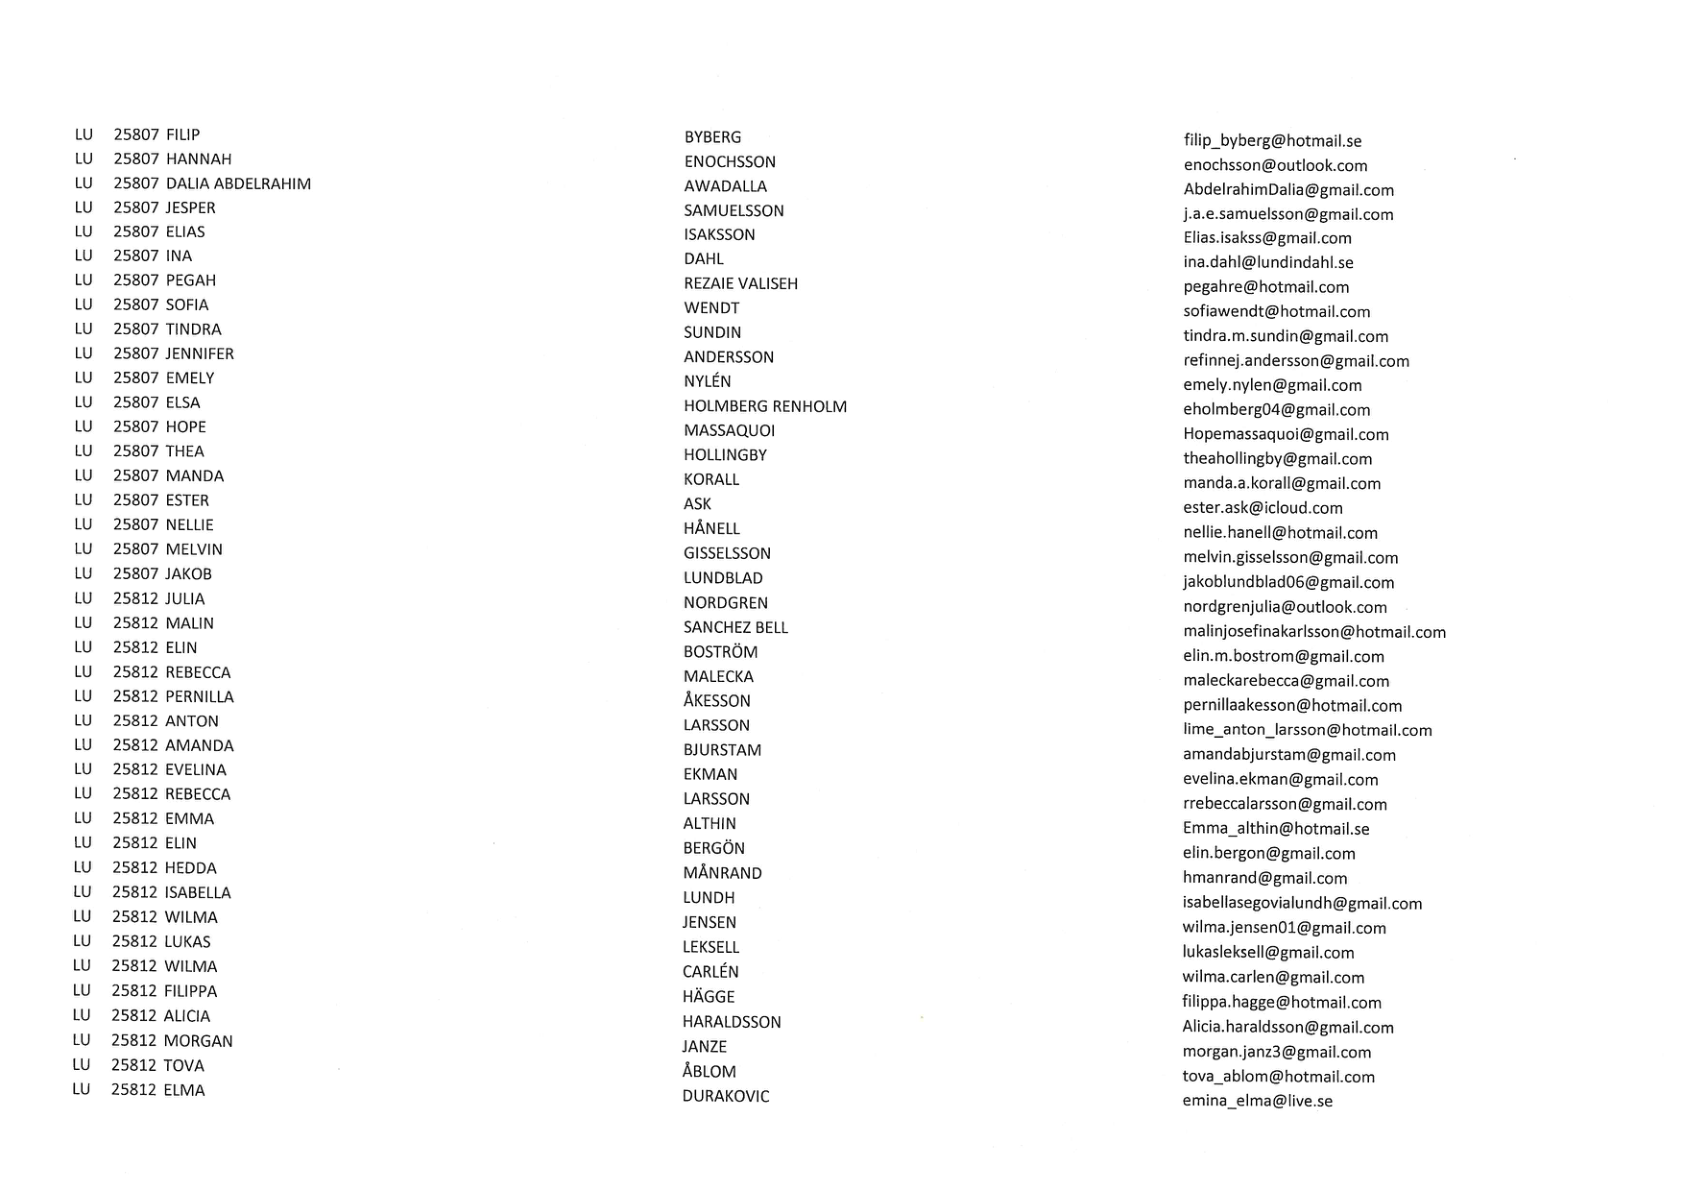 LU 25807 FILIP BYBERG filip_byberg@hotmail.se
LU 25807 HANNAH ENOCHSSON enochsson@outlook.com
LU 25807 DALIA ABDELRAHIM AWADALLA AbdelrahimDalia@gmail.com
LU 25807 JESPER SAMUELSSON j.a.e.samuelsson@gmail.com
LU 25807 ELIAS ISAKSSON Elias.isakss@gmail.com
LU 25807 INA DAHL ina.dahl@lundindahl.se
LU 25807 PEGAH REZAIE VALISEH pegahre@hotmail.com
LU 25807 SOFIA WENDT sofiawendt@hotmail.com
LU 25807 TINDRA SUNDIN tindra.m.sundin@gmail.com
LU 25807 JENNIFER ANDERSSON refinnej.andersson@gmail.com
LU 25807 EMELY NYLÉN emely.nylen@gmail.com
LU 25807 ELSA HOLMBERG RENHOLM eholmberg04@gmail.com
LU 25807 HOPE MASSAQUOI Hopemassaquoi@gmail.com
LU 25807 THEA HOLLINGBY theahollingby@gmail.com
LU 25807 MANDA KORALL manda.a.korall@gmail.com
LU 25807 ESTER ASK ester.ask@icloud.com
LU 25807 NELLIE HÅNELL nellie.hanell@hotmail.com
LU 25807 MELVIN GISSELSSON melvin.gisselsson@gmail.com
LU 25807 JAKOB LUNDBLAD jakoblundblad06@gmail.com
LU 25812 JULIA NORDGREN nordgrenjulia@outlook.com
LU 25812 MALIN SANCHEZ BELL malinjosefinakarlsson@hotmail.com
LU 25812 ELIN BOSTRÖM elin.m.bostrom@gmail.com
LU 25812 REBECCA MALECKA maleckarebecca@gmail.com
LU 25812 PERNILLA ÅKESSON pernillaakesson@hotmail.com
LU 25812 ANTON LARSSON lime_anton_larsson@hotmail.com
LU 25812 AMANDA BJURSTAM amandabjurstam@gmail.com
LU 25812 EVELINA EKMAN evelina.ekman@gmail.com
LU 25812 REBECCA LARSSON rrebeccalarsson@gmail.com
LU 25812 EMMA ALTHIN Emma_althin@hotmail.se
LU 25812 ELIN BERGÖN elin.bergon@gmail.com
LU 25812 HEDDA MÅNRAND hmanrand@gmail.com
LU 25812 ISABELLA LUNDH isabellasegovialundh@gmail.com
LU 25812 WILMA JENSEN wilma.jensen01@gmail.com
LU 25812 LUKAS LEKSELL lukasleksell@gmail.com
LU 25812 WILMA CARLÉN wilma.carlen@gmail.com
LU 25812 FILIPPA HÄGGE filippa.hagge@hotmail.com
LU 25812 ALICIA HARALDSSON Alicia.haraldsson@gmail.com
LU 25812 MORGAN JANZE morgan.janz3@gmail.com
LU 25812 TOVA ÅBLOM tova_ablom@hotmail.com
LU 25812 ELMA DURAKOVIC emina_elma@live.se